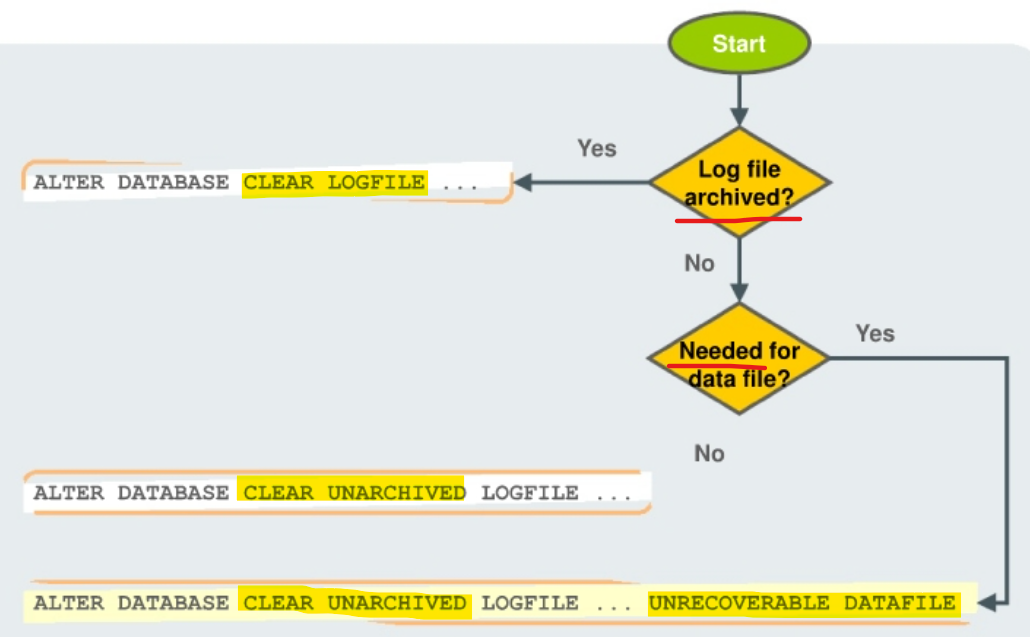 Start
Yes
Log file
archived?
ALTER DATABASE CLEAR LOGFILE ...
No
Yes
Needed for
data file?
No
ALTER DATABASE CLEAR UNARCHIVED LOGFILE ...
ALTER DATABASE CLEAR UNARCHIVED LOGFILE ... UNRECOVERABLE DATAFILE